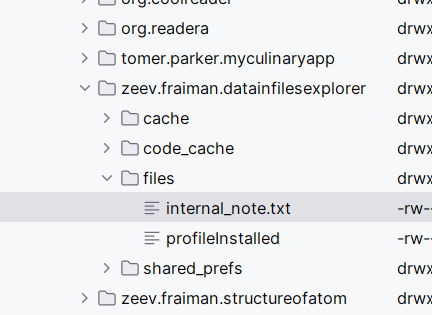 org.coolreader
org.readera drwx
tomer.parker.myculinaryapp drwx
zeev.fraiman.datainfilesexplorer drwx
cache drwx
code_cache drwx
files drwx
internal_note.txt -rw-
profileInstalled -rw-
shared_prefs drwx
zeev.fraiman.structureofatom drwx